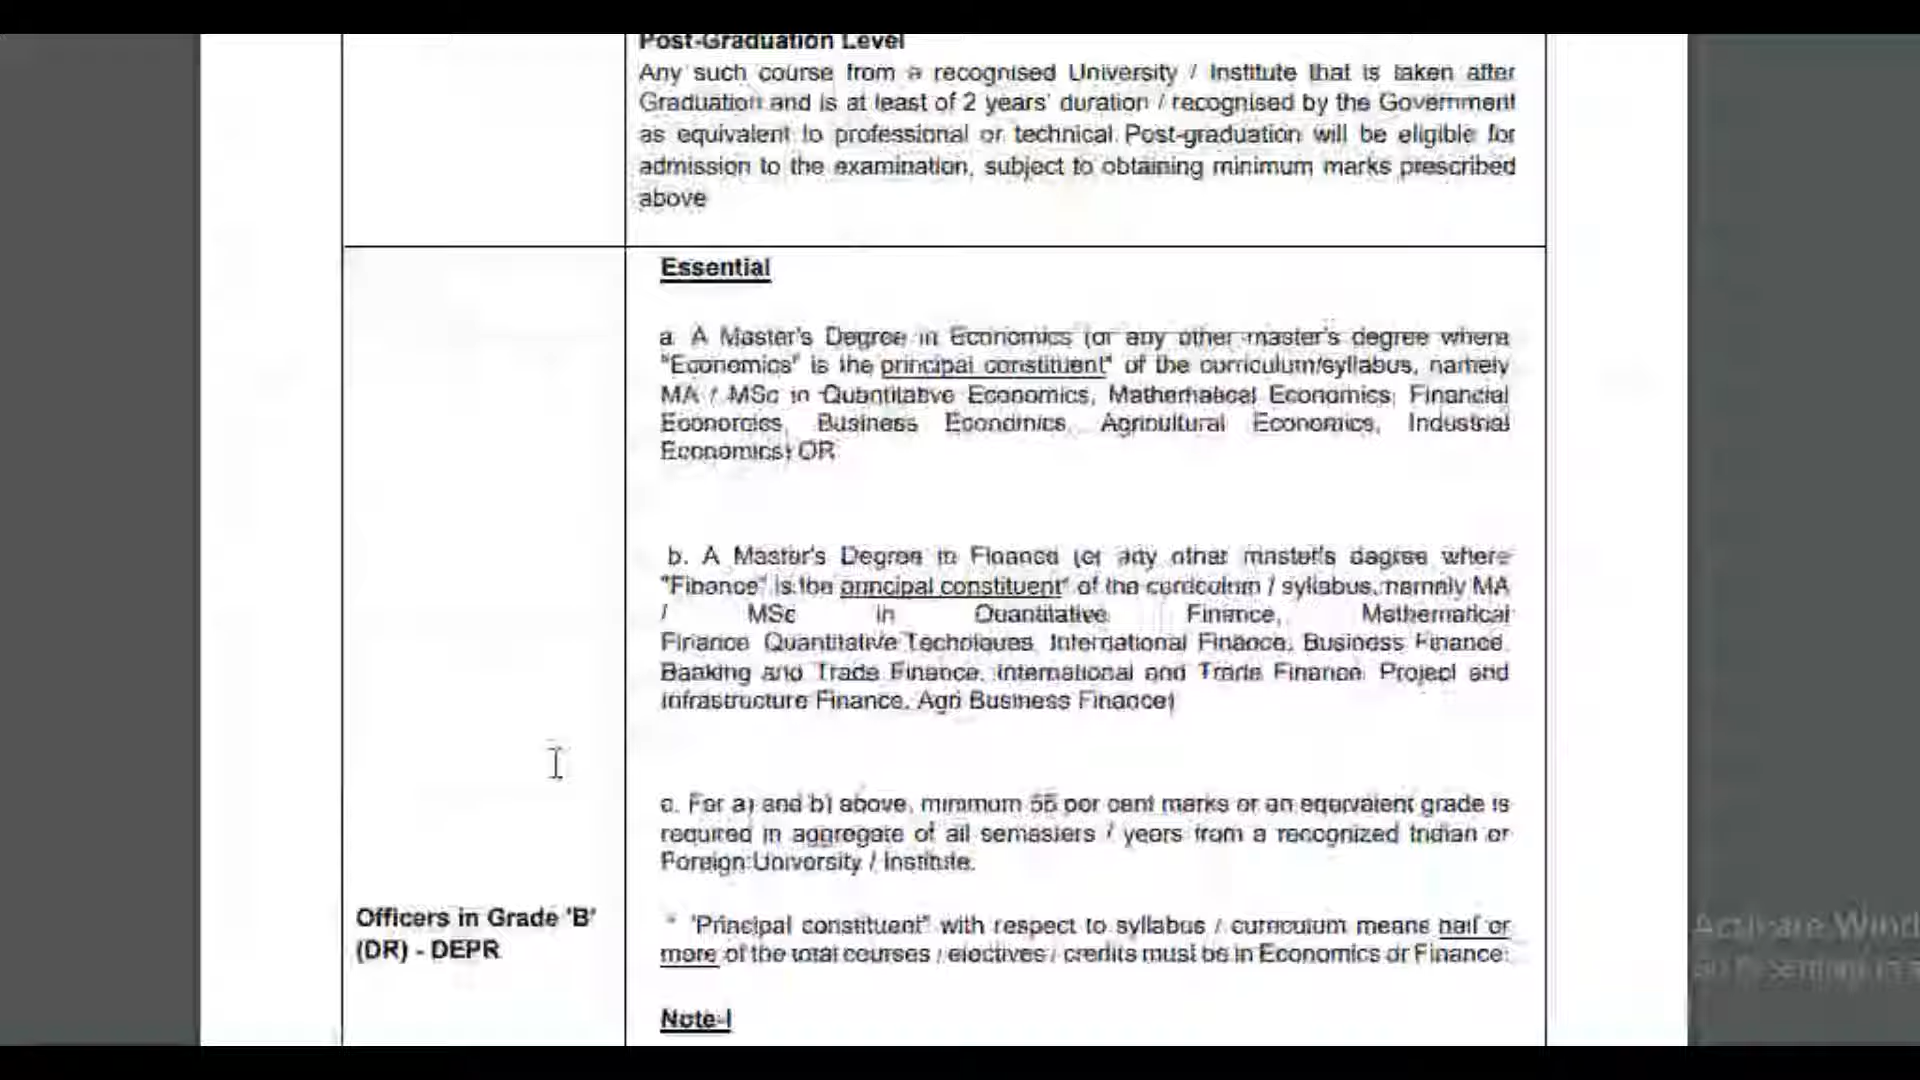 Post-Graduation Level
Any such course from a recognised University / Institute that is taken after
Graduation and is at least of 2 years' duration / recognised by the Government
as equivalent to professional or technical Post-graduation will be eligible for
admission to the examination, subject to obtaining minimum marks prescribed
above
Essential
a. A Master's Degree in Economics (or any other master's degree where
"Economics" is the principal constituent* of the curriculum/syllabus, namely
MA / MSc in Quantitative Economics, Mathematical Economics, Financial
Economics, Business Economics, Agricultural Economics, Industrial
Economics) OR
b. A Master's Degree in Finance (or any other master's degree where
"Finance" is the principal constituent* of the curriculum / syllabus, namely MA
/ MSc in Quantitative Finance, Mathematical
Finance Quantitative Techniques, International Finance, Business Finance,
Banking and Trade Finance, International and Trade Finance, Project and
Infrastructure Finance, Agri Business Finance)
c. For a) and b) above, minimum 55 per cent marks or an equivalent grade is
required in aggregate of all semesters / years from a recognized Indian or
Foreign University / Institute.
Officers in Grade 'B'
(DR) - DEPR
* 'Principal constituent" with respect to syllabus / curriculum means half or
more of the total courses / electives / credits must be in Economics or Finance.
Note-I
Activate Wind